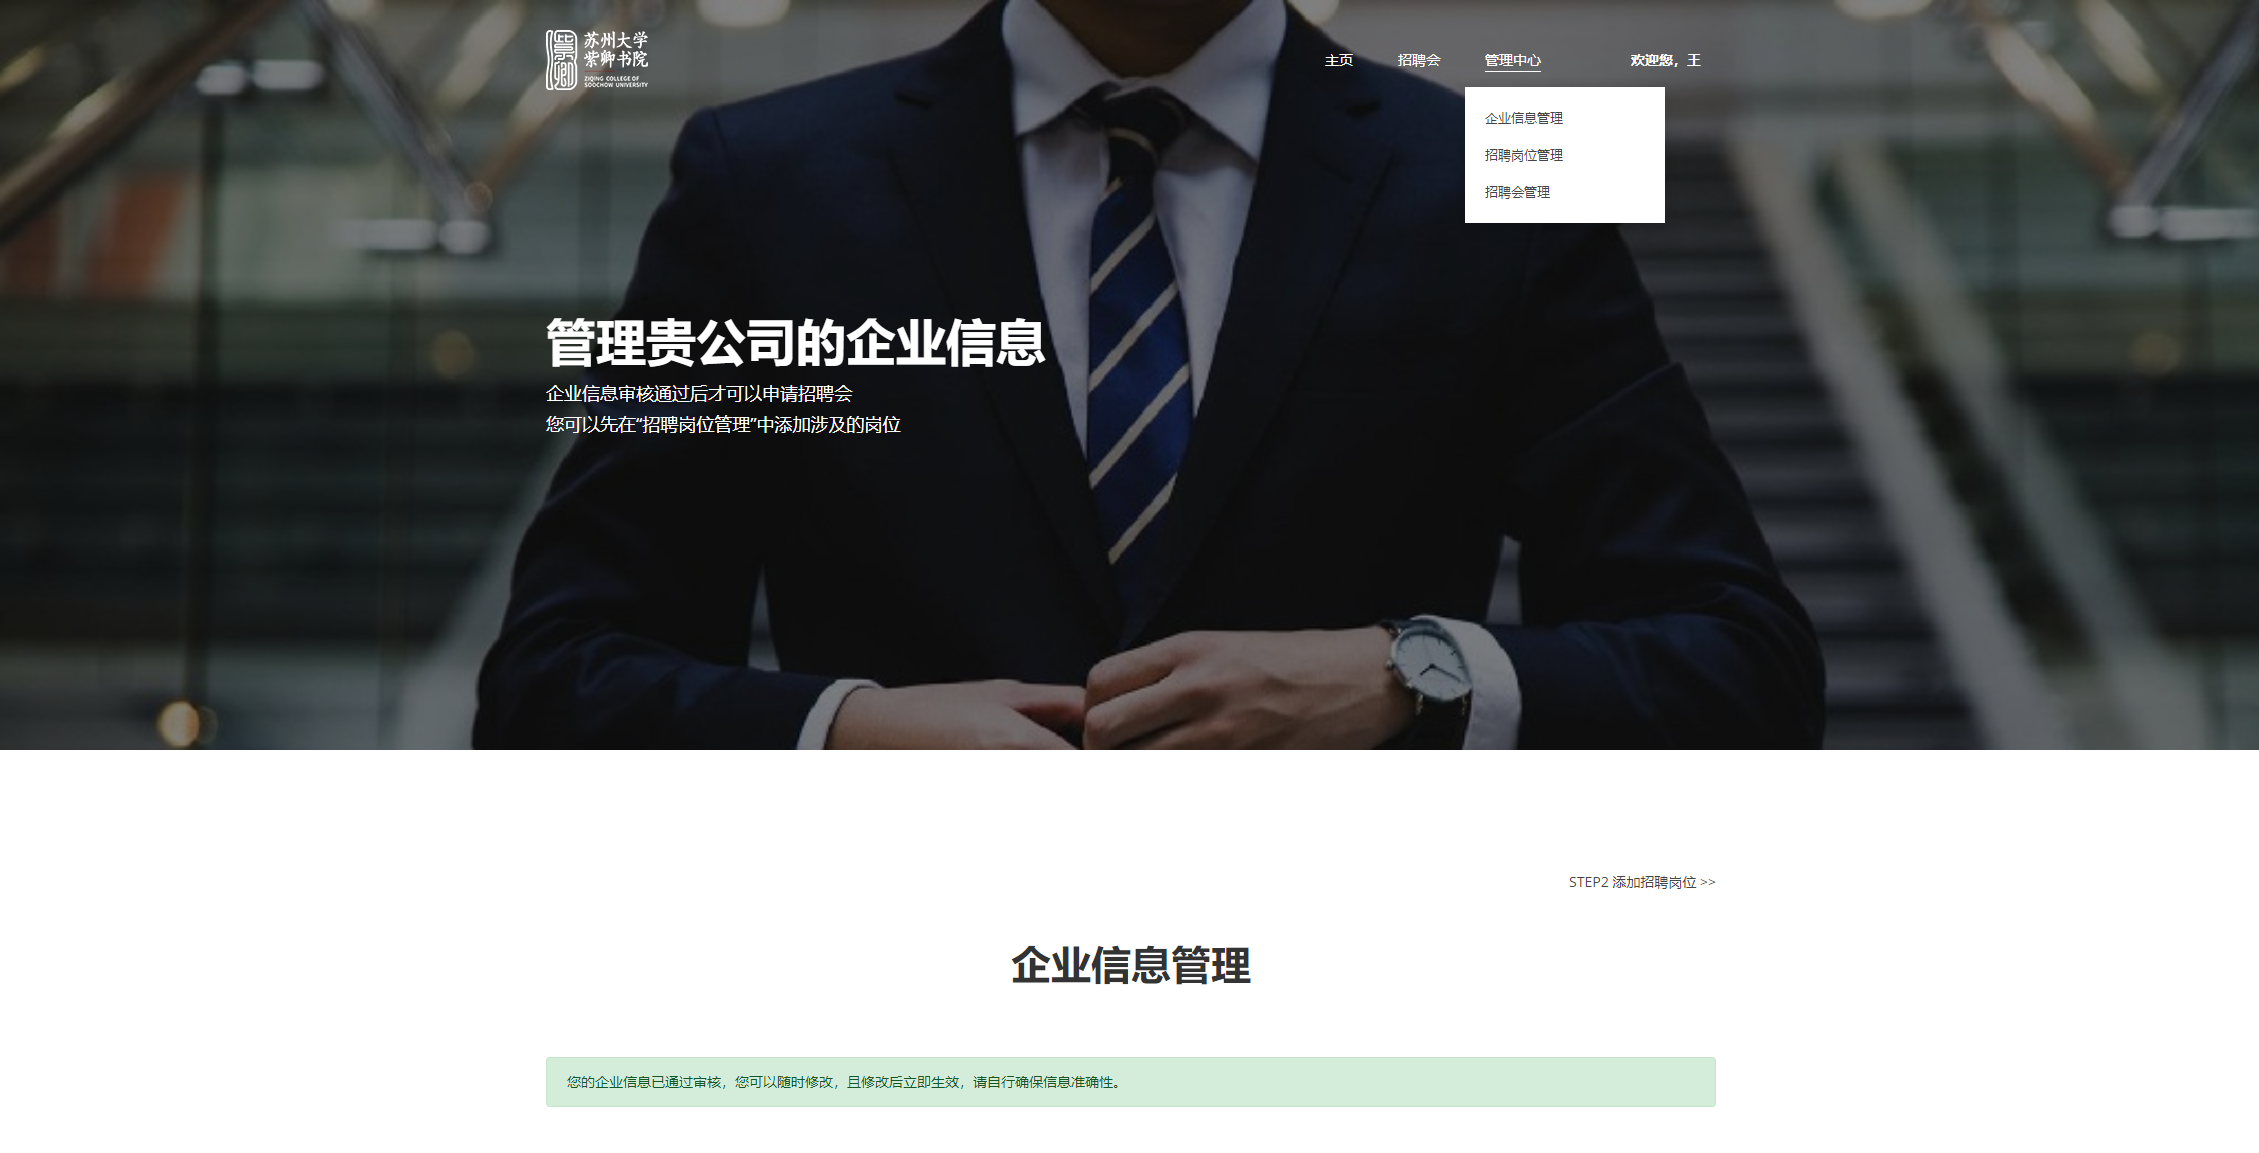 苏州大学
紫卿书院
ZIQING COLLEGE OF
SOOCHOW UNIVERSITY
主页
招聘会
管理中心
欢迎您，王
企业信息管理
招聘岗位管理
招聘会管理
管理贵公司的企业信息
企业信息审核通过后才可以申请招聘会
您可以先在“招聘岗位管理”中添加涉及的岗位
STEP2 添加招聘岗位 >>
企业信息管理
您的企业信息已通过审核，您可以随时修改，且修改后立即生效，请自行确保信息准确性。